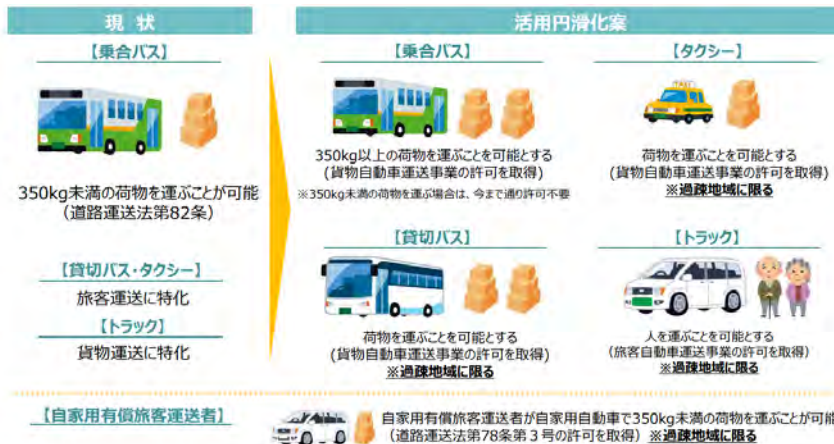 現 状
【乗合バス】
350kg未満の荷物を運ぶことが可能
(道路運送法第82条)
【貸切バス・タクシー】
旅客運送に特化
【トラック】
貨物運送に特化
活用円滑化案
【乗合バス】
350kg以上の荷物を運ぶことを可能とする
(貨物自動車運送事業の許可を取得)
※350kg未満の荷物を運ぶ場合は、今まで通り許可不要
【タクシー】
TAXI
荷物を運ぶことを可能とする
(貨物自動車運送事業の許可を取得)
※過疎地域に限る
【貸切バス】
荷物を運ぶことを可能とする
(貨物自動車運送事業の許可を取得)
※過疎地域に限る
【トラック】
人を運ぶことを可能とする
(旅客自動車運送事業の許可を取得)
※過疎地域に限る
【自家用有償旅客運送者】
自家用有償旅客運送者が自家用自動車で350kg未満の荷物を運ぶことが可能
(道路運送法第78条第3号の許可を取得) ※過疎地域に限る